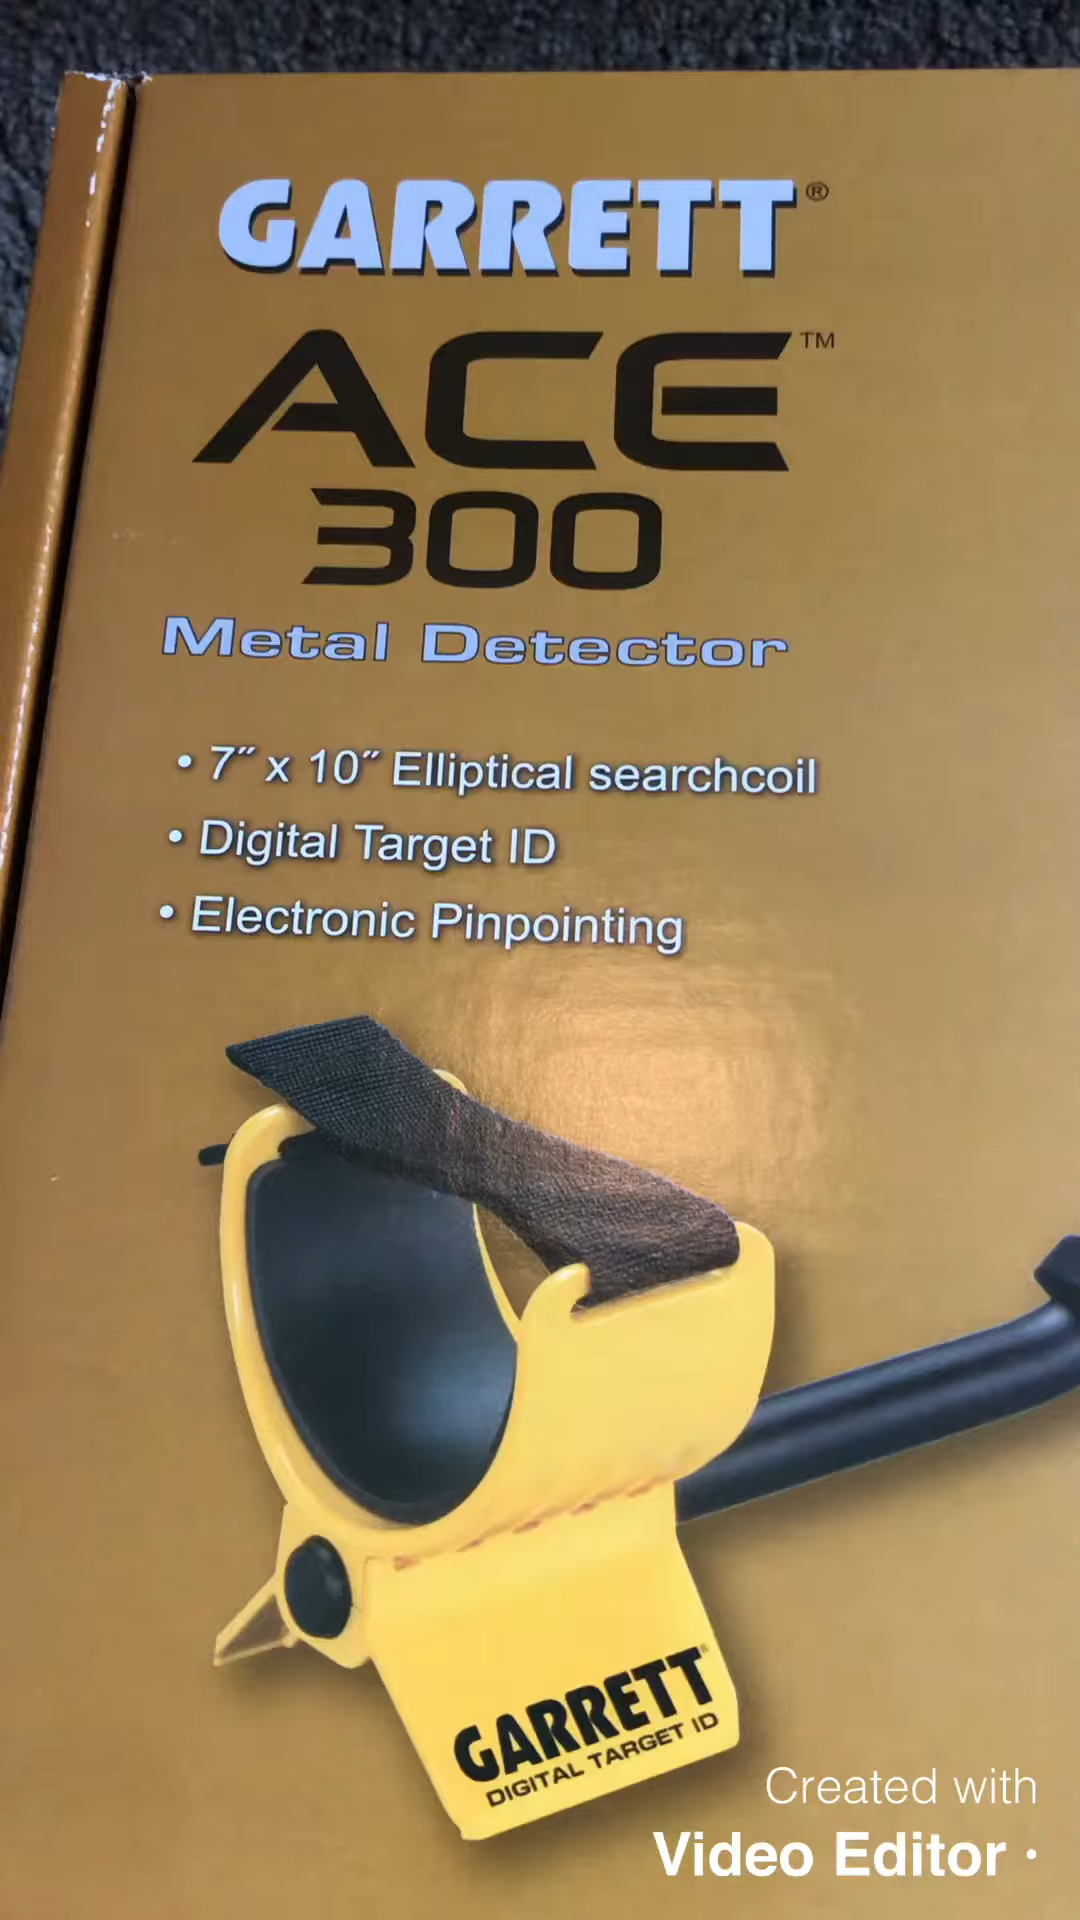 GARRETT®
ACE™
300
Metal Detector
• 7″ x 10″ Elliptical searchcoil
• Digital Target ID
• Electronic Pinpointing
GARRETT®
DIGITAL TARGET ID
Created with
Video Editor ·